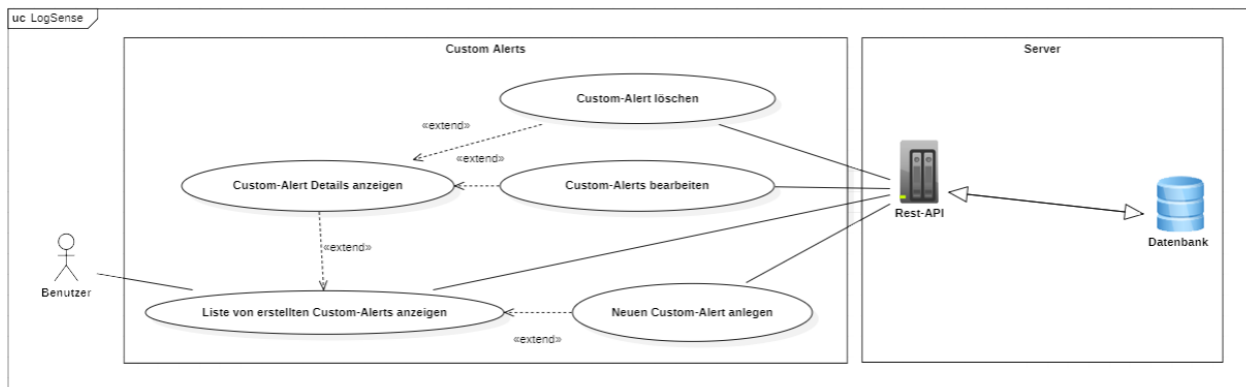 uc LogSense
Custom Alerts
Server
Custom-Alert löschen
«extend»
«extend»
Custom-Alert Details anzeigen
Custom-Alerts bearbeiten
Rest-API
Datenbank
«extend»
Benutzer
Liste von erstellten Custom-Alerts anzeigen
Neuen Custom-Alert anlegen
«extend»